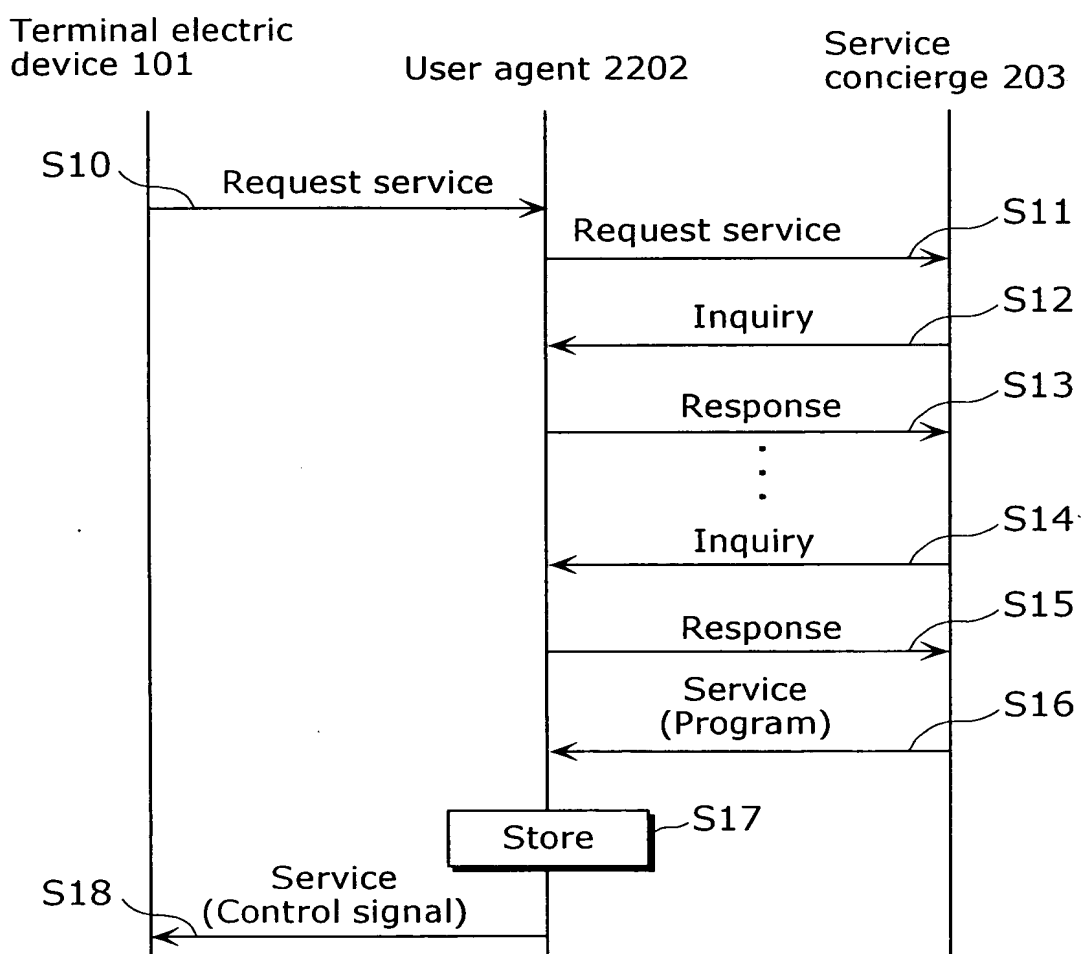 Terminal electric
device 101
User agent 2202
Service
concierge 203
S10
Request service
S11
Request service
S12
Inquiry
S13
Response
S14
Inquiry
S15
Response
S16
Service
(Program)
S17
Store
S18
Service
(Control signal)